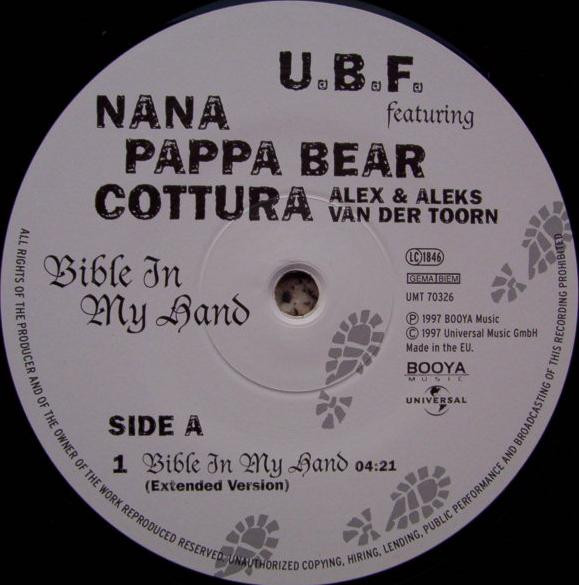 U.B.F.
featuring
NANA
PAPPA BEAR
COTTURA
ALEX & ALEKS
VAN DER TOORN
Bible In
My Hand
LC 1846
GEMA BIEM
UMT 70326
Ⓟ 1997 BOOYA Music
© 1997 Universal Music GmbH
Made in the EU.
BOOYA
MUSIC
UNIVERSAL
SIDE A
1 Bible In My Hand 04:21
(Extended Version)
ALL RIGHTS OF THE PRODUCER AND OF THE OWNER OF THE WORK REPRODUCED RESERVED. UNAUTHORIZED COPYING, HIRING, LENDING, PUBLIC PERFORMANCE AND BROADCASTING OF THIS RECORDING PROHIBITED